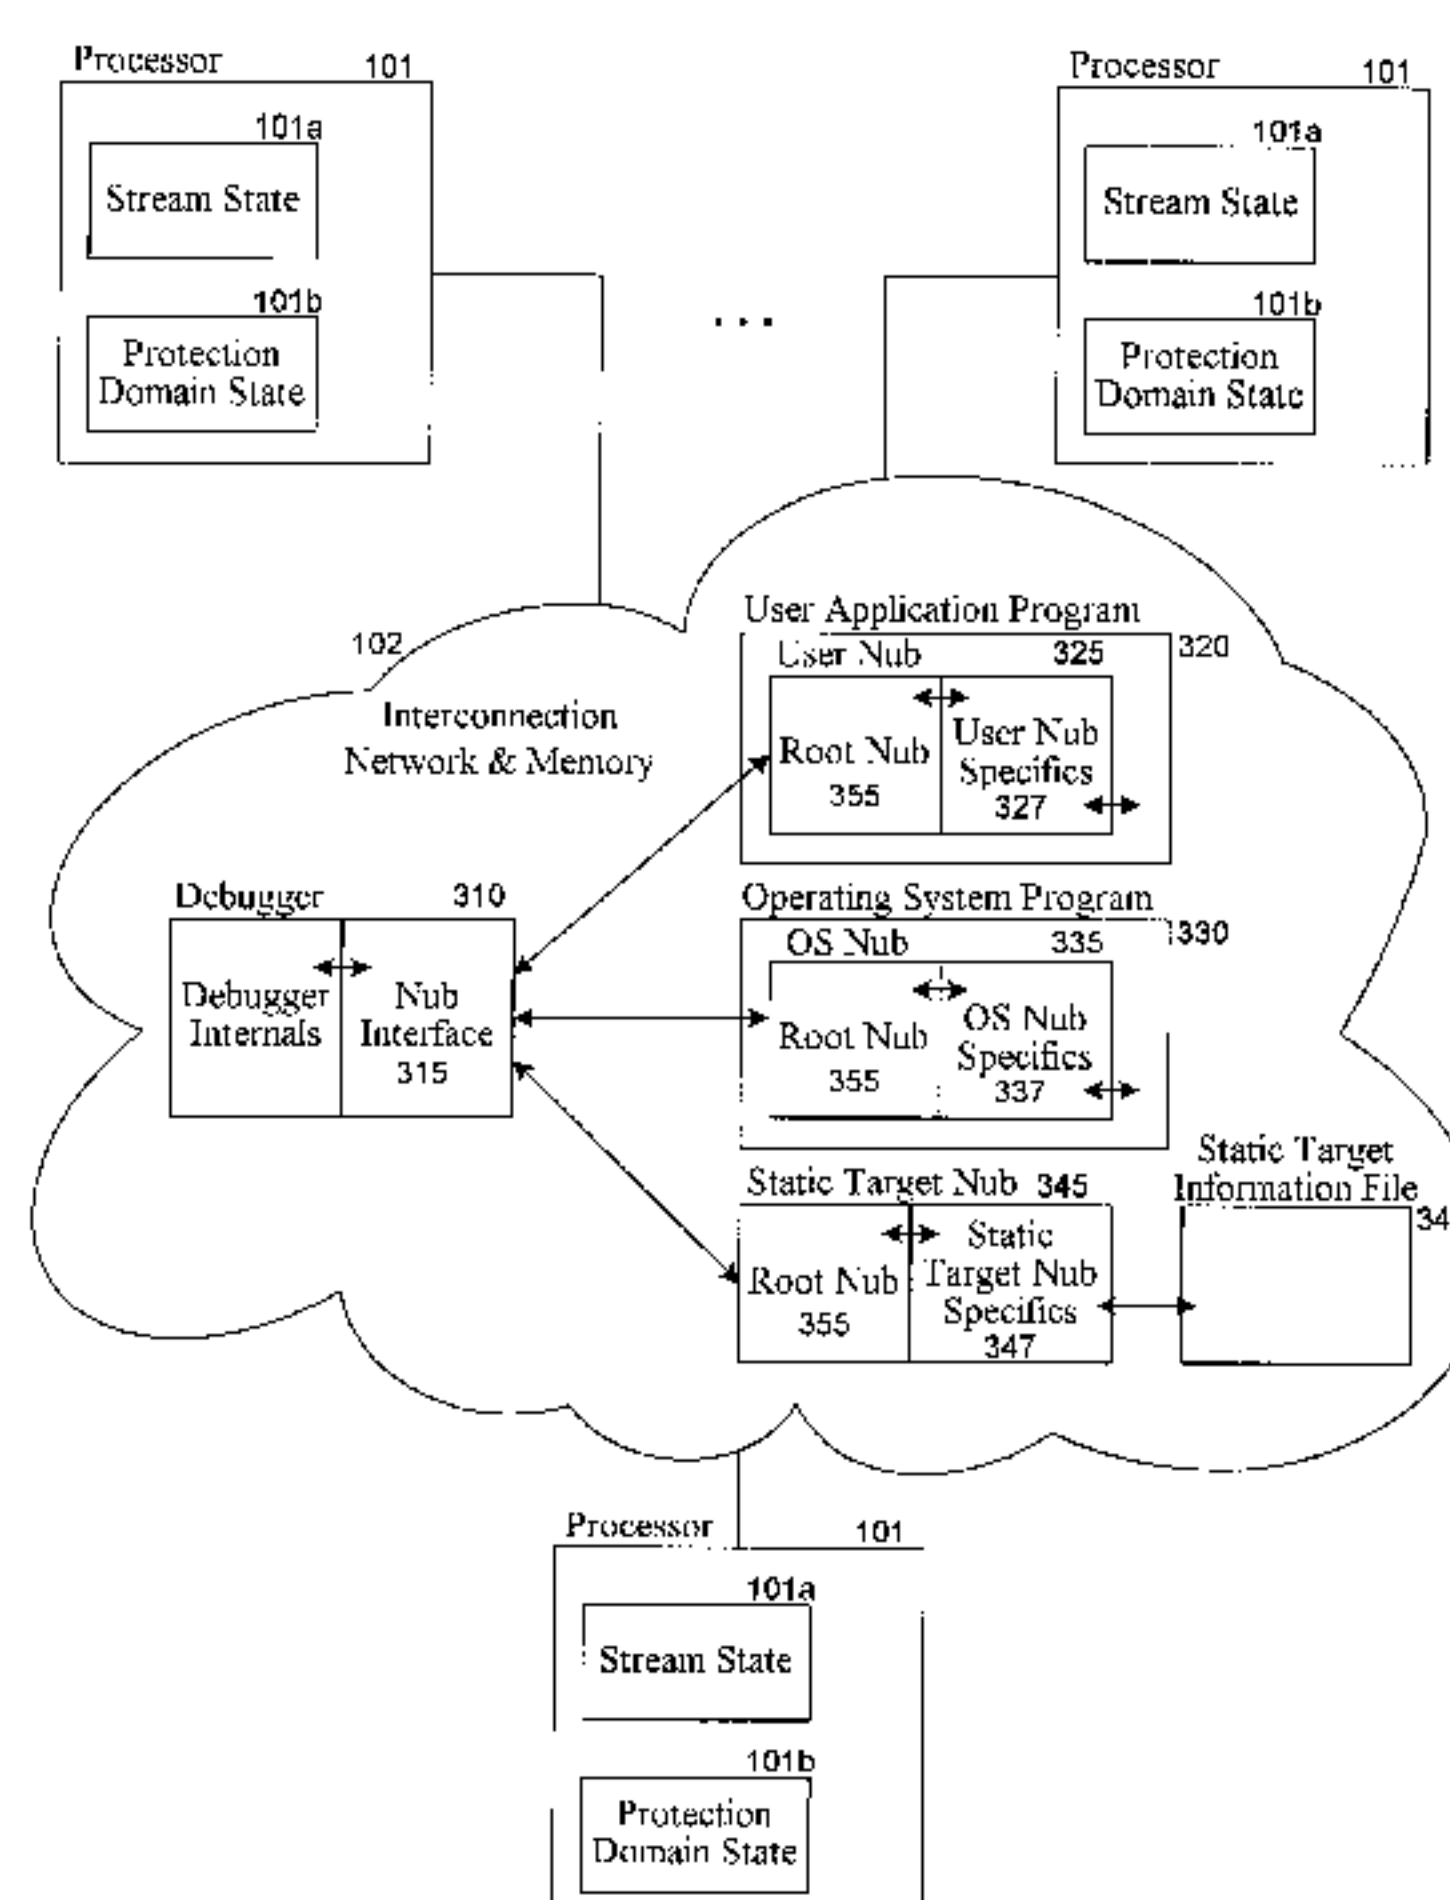 Processor 101
101a
Stream State
101b
Protection
Domain State
...
Processor 101
101a
Stream State
101b
Protection
Domain State
102
Interconnection
Network & Memory
User Application Program
320
User Nub 325
Root Nub
355
User Nub
Specifics
327
Debugger 310
Debugger
Internals
Nub
Interface
315
Operating System Program
330
OS Nub 335
Root Nub
355
OS Nub
Specifics
337
Static Target Nub 345
Root Nub
355
Static
Target Nub
Specifics
347
Static Target
Information File
34
Processor 101
101a
Stream State
101b
Protection
Domain State